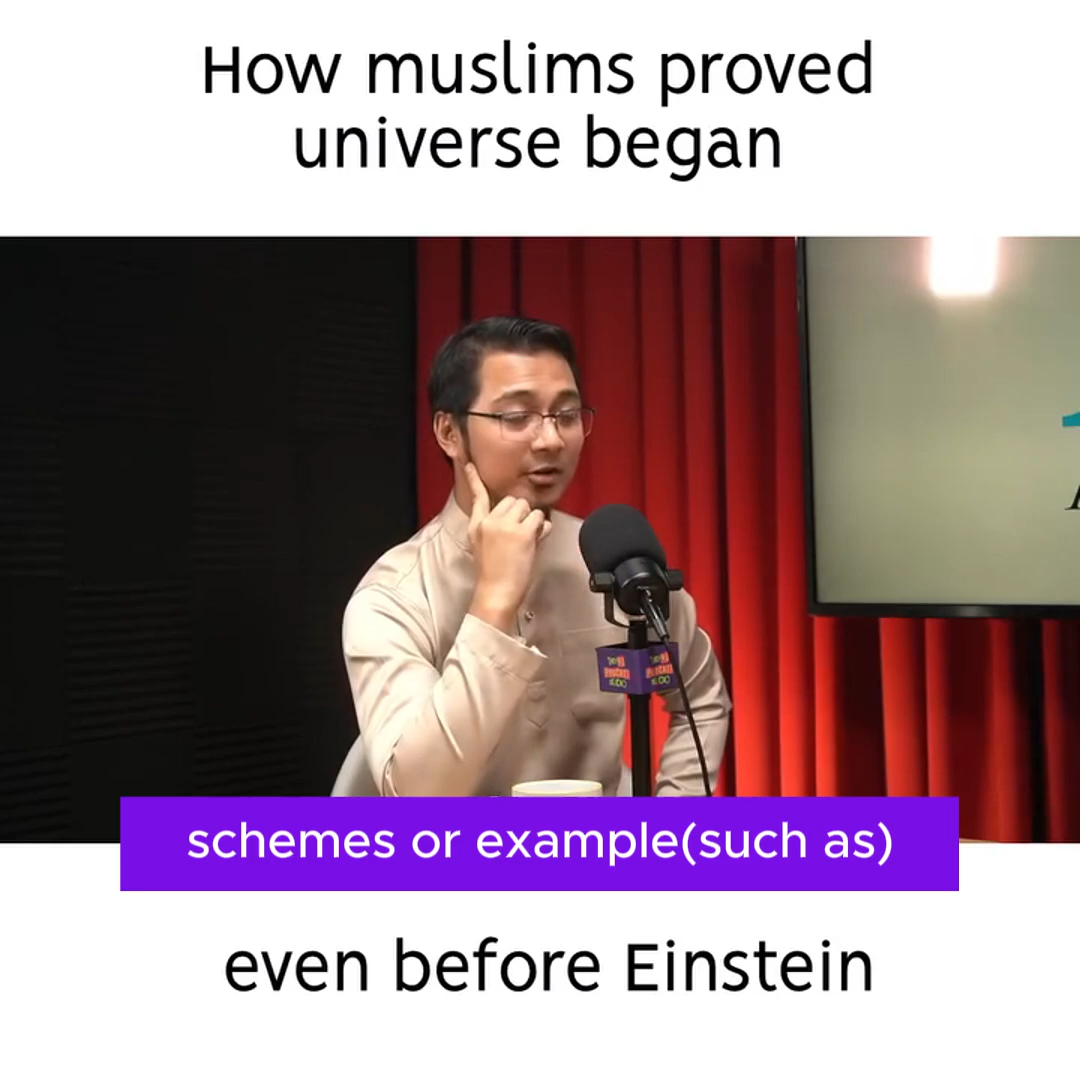 How muslims proved
universe began
schemes or example(such as)
even before Einstein